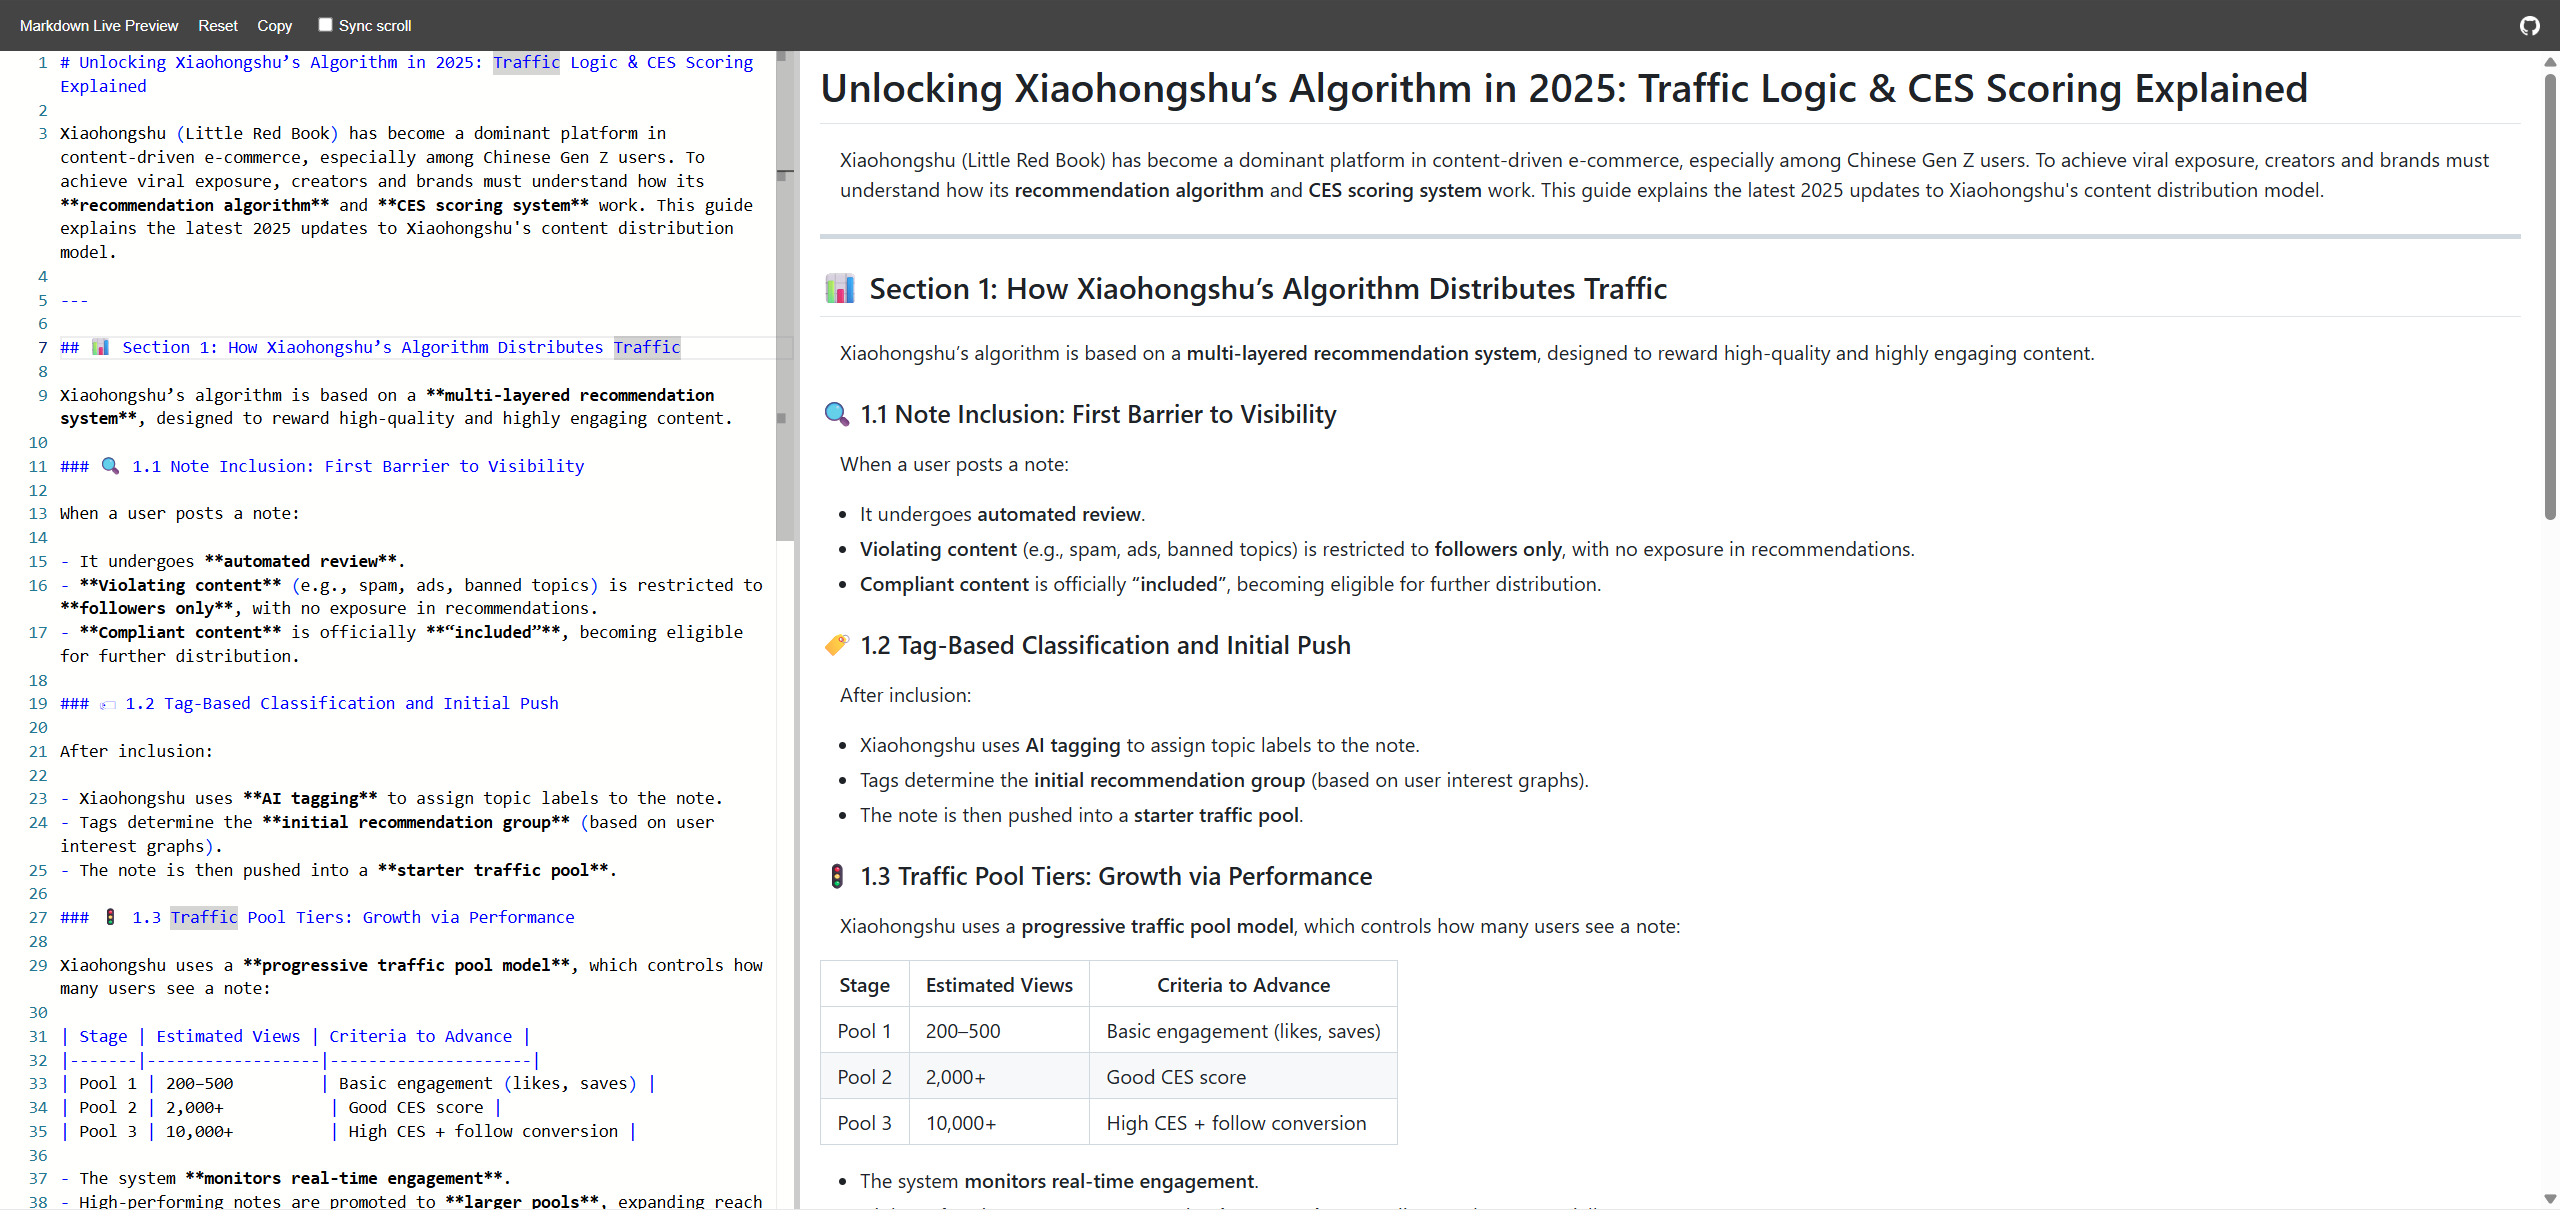 Markdown Live Preview Reset Copy Sync scroll
1 # Unlocking Xiaohongshu’s Algorithm in 2025: Traffic Logic & CES Scoring
Explained
2
3 Xiaohongshu (Little Red Book) has become a dominant platform in
content-driven e-commerce, especially among Chinese Gen Z users. To
achieve viral exposure, creators and brands must understand how its
**recommendation algorithm** and **CES scoring system** work. This guide
explains the latest 2025 updates to Xiaohongshu's content distribution
model.
4
5 ---
6
7 ## 📊 Section 1: How Xiaohongshu’s Algorithm Distributes Traffic
8
9 Xiaohongshu’s algorithm is based on a **multi-layered recommendation
system**, designed to reward high-quality and highly engaging content.
10
11 ### 🔍 1.1 Note Inclusion: First Barrier to Visibility
12
13 When a user posts a note:
14
15 - It undergoes **automated review**.
16 - **Violating content** (e.g., spam, ads, banned topics) is restricted to
**followers only**, with no exposure in recommendations.
17 - **Compliant content** is officially **“included”**, becoming eligible
for further distribution.
18
19 ### 🏷 1.2 Tag-Based Classification and Initial Push
20
21 After inclusion:
22
23 - Xiaohongshu uses **AI tagging** to assign topic labels to the note.
24 - Tags determine the **initial recommendation group** (based on user
interest graphs).
25 - The note is then pushed into a **starter traffic pool**.
26
27 ### 🚦 1.3 Traffic Pool Tiers: Growth via Performance
28
29 Xiaohongshu uses a **progressive traffic pool model**, which controls how
many users see a note:
30
31 | Stage | Estimated Views | Criteria to Advance |
32 |-------|------------------|---------------------|
33 | Pool 1 | 200–500 | Basic engagement (likes, saves) |
34 | Pool 2 | 2,000+ | Good CES score |
35 | Pool 3 | 10,000+ | High CES + follow conversion |
36
37 - The system **monitors real-time engagement**.
38 - High-performing notes are promoted to **larger pools**, expanding reach
Unlocking Xiaohongshu’s Algorithm in 2025: Traffic Logic & CES Scoring Explained
Xiaohongshu (Little Red Book) has become a dominant platform in content-driven e-commerce, especially among Chinese Gen Z users. To achieve viral exposure, creators and brands must
understand how its recommendation algorithm and CES scoring system work. This guide explains the latest 2025 updates to Xiaohongshu's content distribution model.
📊 Section 1: How Xiaohongshu’s Algorithm Distributes Traffic
Xiaohongshu’s algorithm is based on a multi-layered recommendation system, designed to reward high-quality and highly engaging content.
🔍 1.1 Note Inclusion: First Barrier to Visibility
When a user posts a note:
• It undergoes automated review.
• Violating content (e.g., spam, ads, banned topics) is restricted to followers only, with no exposure in recommendations.
• Compliant content is officially “included”, becoming eligible for further distribution.
🏷 1.2 Tag-Based Classification and Initial Push
After inclusion:
• Xiaohongshu uses AI tagging to assign topic labels to the note.
• Tags determine the initial recommendation group (based on user interest graphs).
• The note is then pushed into a starter traffic pool.
🚦 1.3 Traffic Pool Tiers: Growth via Performance
Xiaohongshu uses a progressive traffic pool model, which controls how many users see a note:
Stage Estimated Views Criteria to Advance
Pool 1 200–500 Basic engagement (likes, saves)
Pool 2 2,000+ Good CES score
Pool 3 10,000+ High CES + follow conversion
• The system monitors real-time engagement.